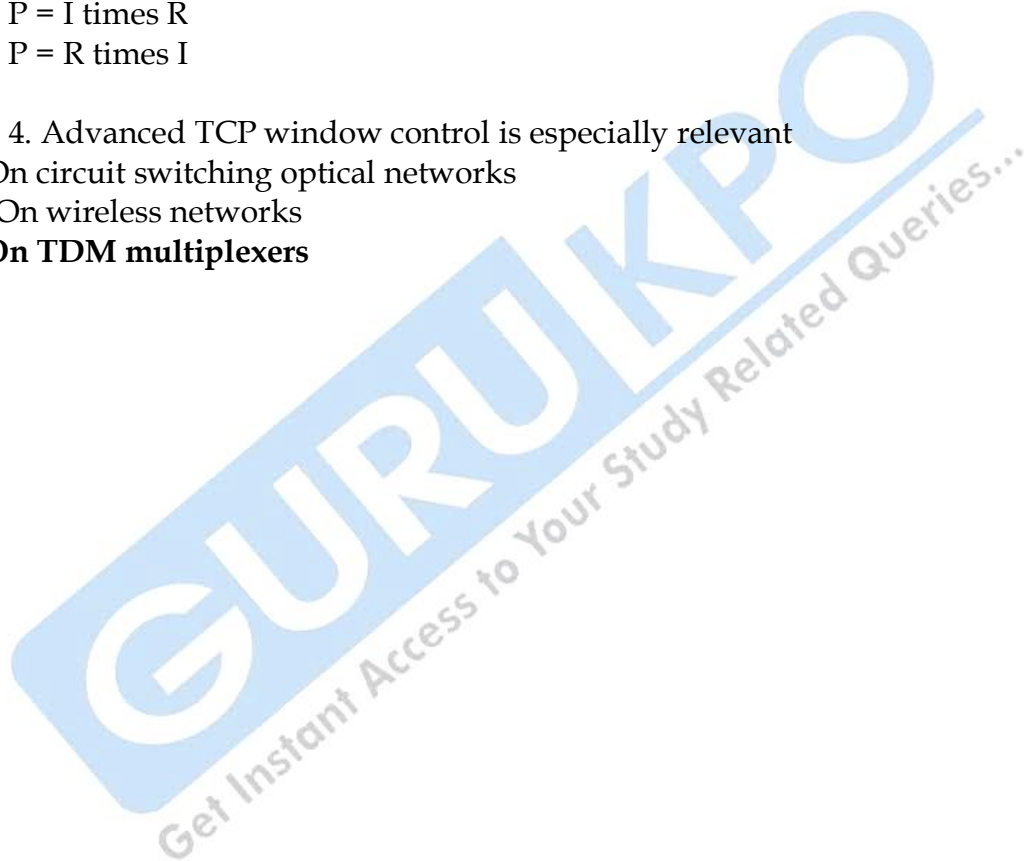 P = I times R
P = R times I
4. Advanced TCP window control is especially relevant
On circuit switching optical networks
On wireless networks
On TDM multiplexers
GURUKPO
Get Instant Access to Your Study Related Queries...